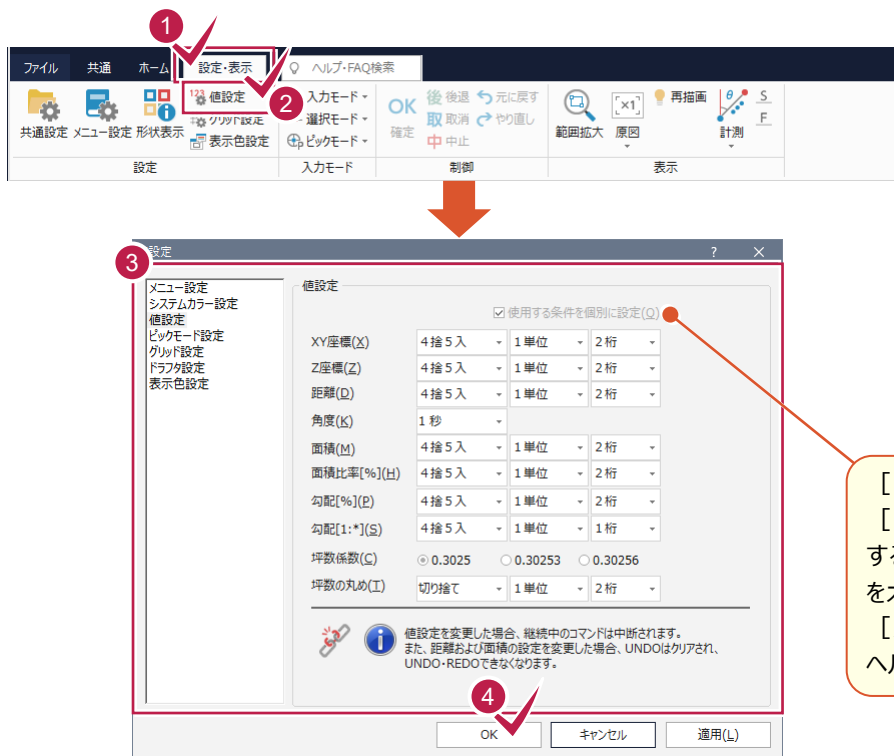 1
ファイル 共通 ホーム 設定・表示 ヘルプ・FAQ検索
共通設定 メニュー設定 形状表示
値設定
グリッド設定
表示色設定
設定
2
入力モード
選択モード
ピックモード
入力モード
OK 確定
後 後退 元に戻す
取 取消 やり直し
中 中止
制御
範囲拡大 原図 再描画 計測 S
F
表示
3
設定 ? ×
メニュー設定
システムカラー設定
値設定
ピックモード設定
グリッド設定
ドラフタ設定
表示色設定
値設定
使用する条件を個別に設定(Q)
XY座標(X) 4捨5入 1単位 2桁
Z座標(Z) 4捨5入 1単位 2桁
距離(D) 4捨5入 1単位 2桁
角度(K) 1秒
面積(M) 4捨5入 1単位 2桁
面積比率[%](H) 4捨5入 1単位 2桁
勾配[%](P) 4捨5入 1単位 2桁
勾配[1:*](S) 4捨5入 1単位 1桁
坪数係数(C) 0.3025 0.30253 0.30256
坪数の丸め(T) 切り捨て 1単位 2桁
値設定を変更した場合、継続中のコマンドは中断されます。
また、距離および面積の設定を変更した場合、UNDOはクリアされ、
UNDO・REDOできなくなります。
4
OK キャンセル 適用(L)
[
[
する
を
[
ヘル